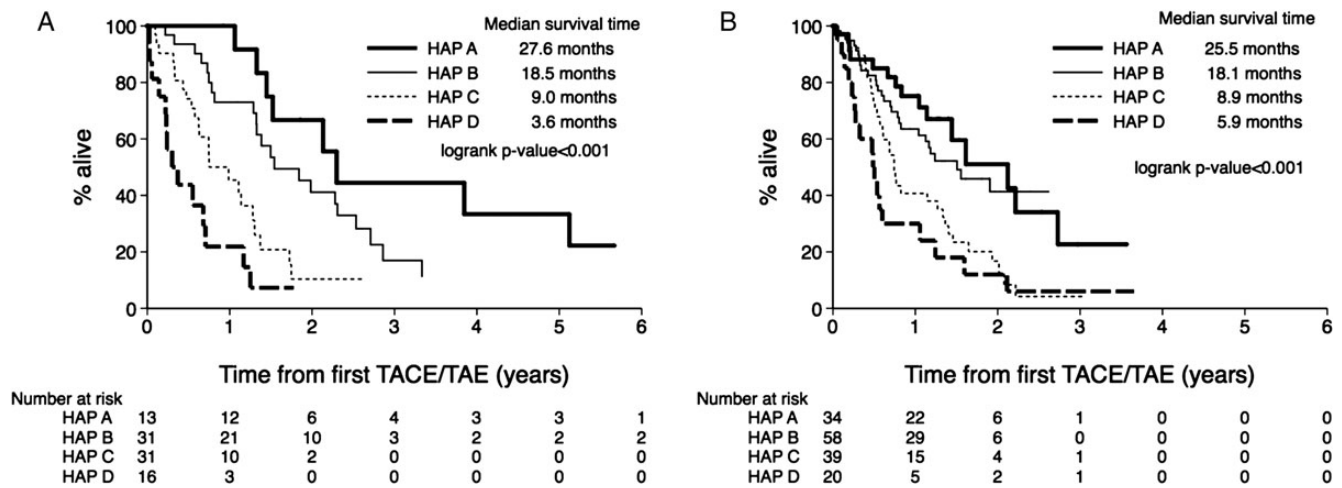 A
Median survival time
HAP A 27.6 months
HAP B 18.5 months
HAP C 9.0 months
HAP D 3.6 months
logrank p-value<0.001
% alive
100
80
60
40
20
0
0 1 2 3 4 5 6
Time from first TACE/TAE (years)
Number at risk
HAP A 13 12 6 4 3 3 1
HAP B 31 21 10 3 2 2 2
HAP C 31 10 2 0 0 0 0
HAP D 16 3 0 0 0 0 0
B
Median survival time
HAP A 25.5 months
HAP B 18.1 months
HAP C 8.9 months
HAP D 5.9 months
logrank p-value<0.001
% alive
100
80
60
40
20
0
0 1 2 3 4 5 6
Time from first TACE/TAE (years)
Number at risk
HAP A 34 22 6 1 0 0 0
HAP B 58 29 6 0 0 0 0
HAP C 39 15 4 1 0 0 0
HAP D 20 5 2 1 0 0 0